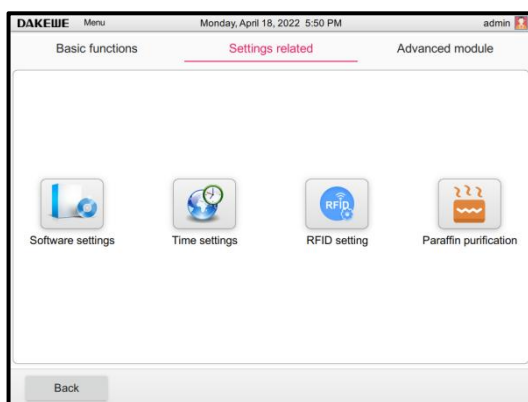 DAKEWE Menu Monday, April 18, 2022 5:50 PM admin
Basic functions Settings related Advanced module
RFID
Software settings Time settings RFID setting Paraffin purification
Back